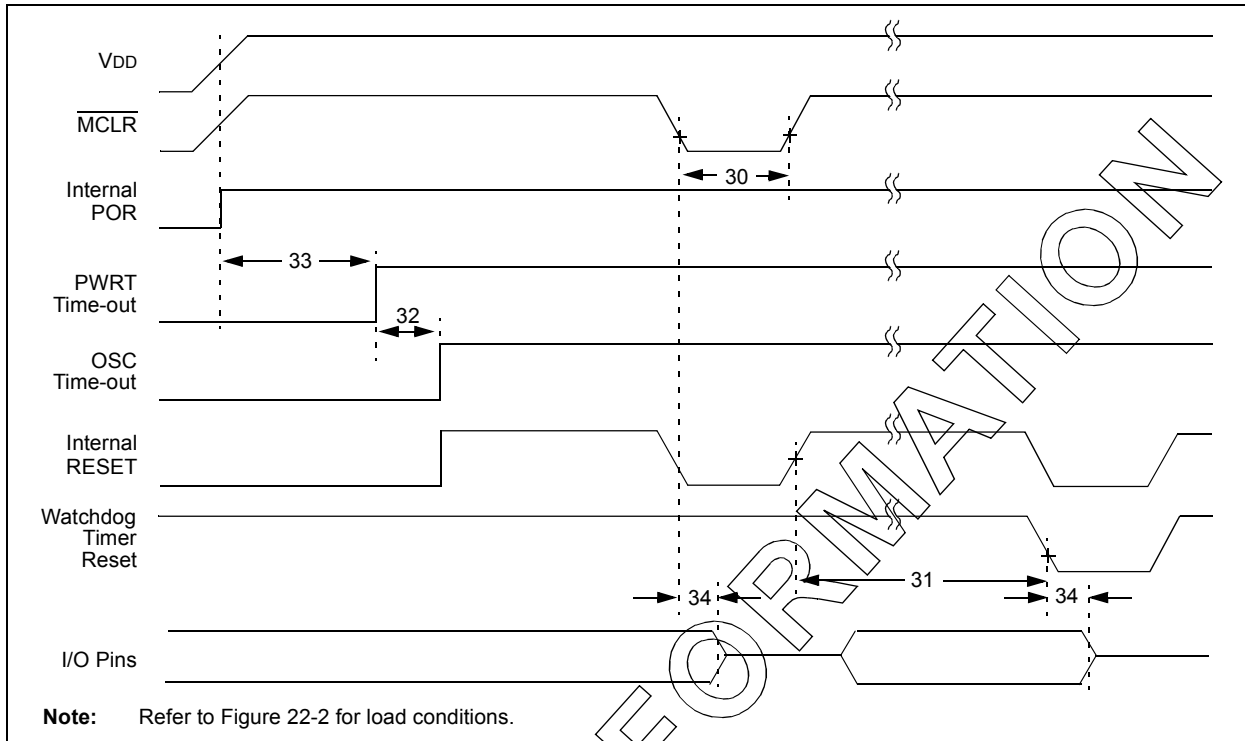 VDD
MCLR
Internal
POR
30
33
PWRT
Time-out
32
OSC
Time-out
Internal
RESET
Watchdog
Timer
Reset
31
34
34
I/O Pins
Note: Refer to Figure 22-2 for load conditions.
FORMATION